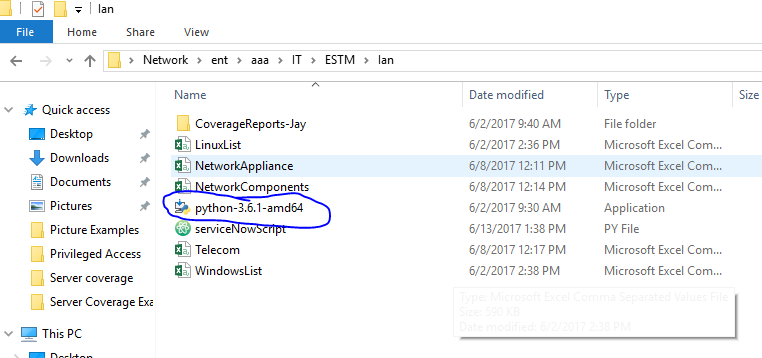 lan
File Home Share View
Network ent aaa IT ESTM lan
Name Date modified Type Size
Quick access
Desktop
Downloads
Documents
Pictures
Picture Examples
Privileged Access
Server coverage
Server Coverage Exa
This PC
Desktop
CoverageReports-Jay 6/2/2017 9:40 AM File folder
LinuxList 6/2/2017 2:36 PM Microsoft Excel Com...
NetworkAppliance 6/8/2017 12:11 PM Microsoft Excel Com...
NetworkComponents 6/8/2017 12:14 PM Microsoft Excel Com...
python-3.6.1-amd64 6/2/2017 9:30 AM Application
serviceNowScript 6/13/2017 1:38 PM PY File
Telecom 6/8/2017 12:17 PM Microsoft Excel Com...
WindowsList 6/2/2017 2:38 PM Microsoft Excel Com...
Type: Microsoft Excel Comma Separated Values File
Size: 590 KB
Date modified: 6/2/2017 2:38 PM